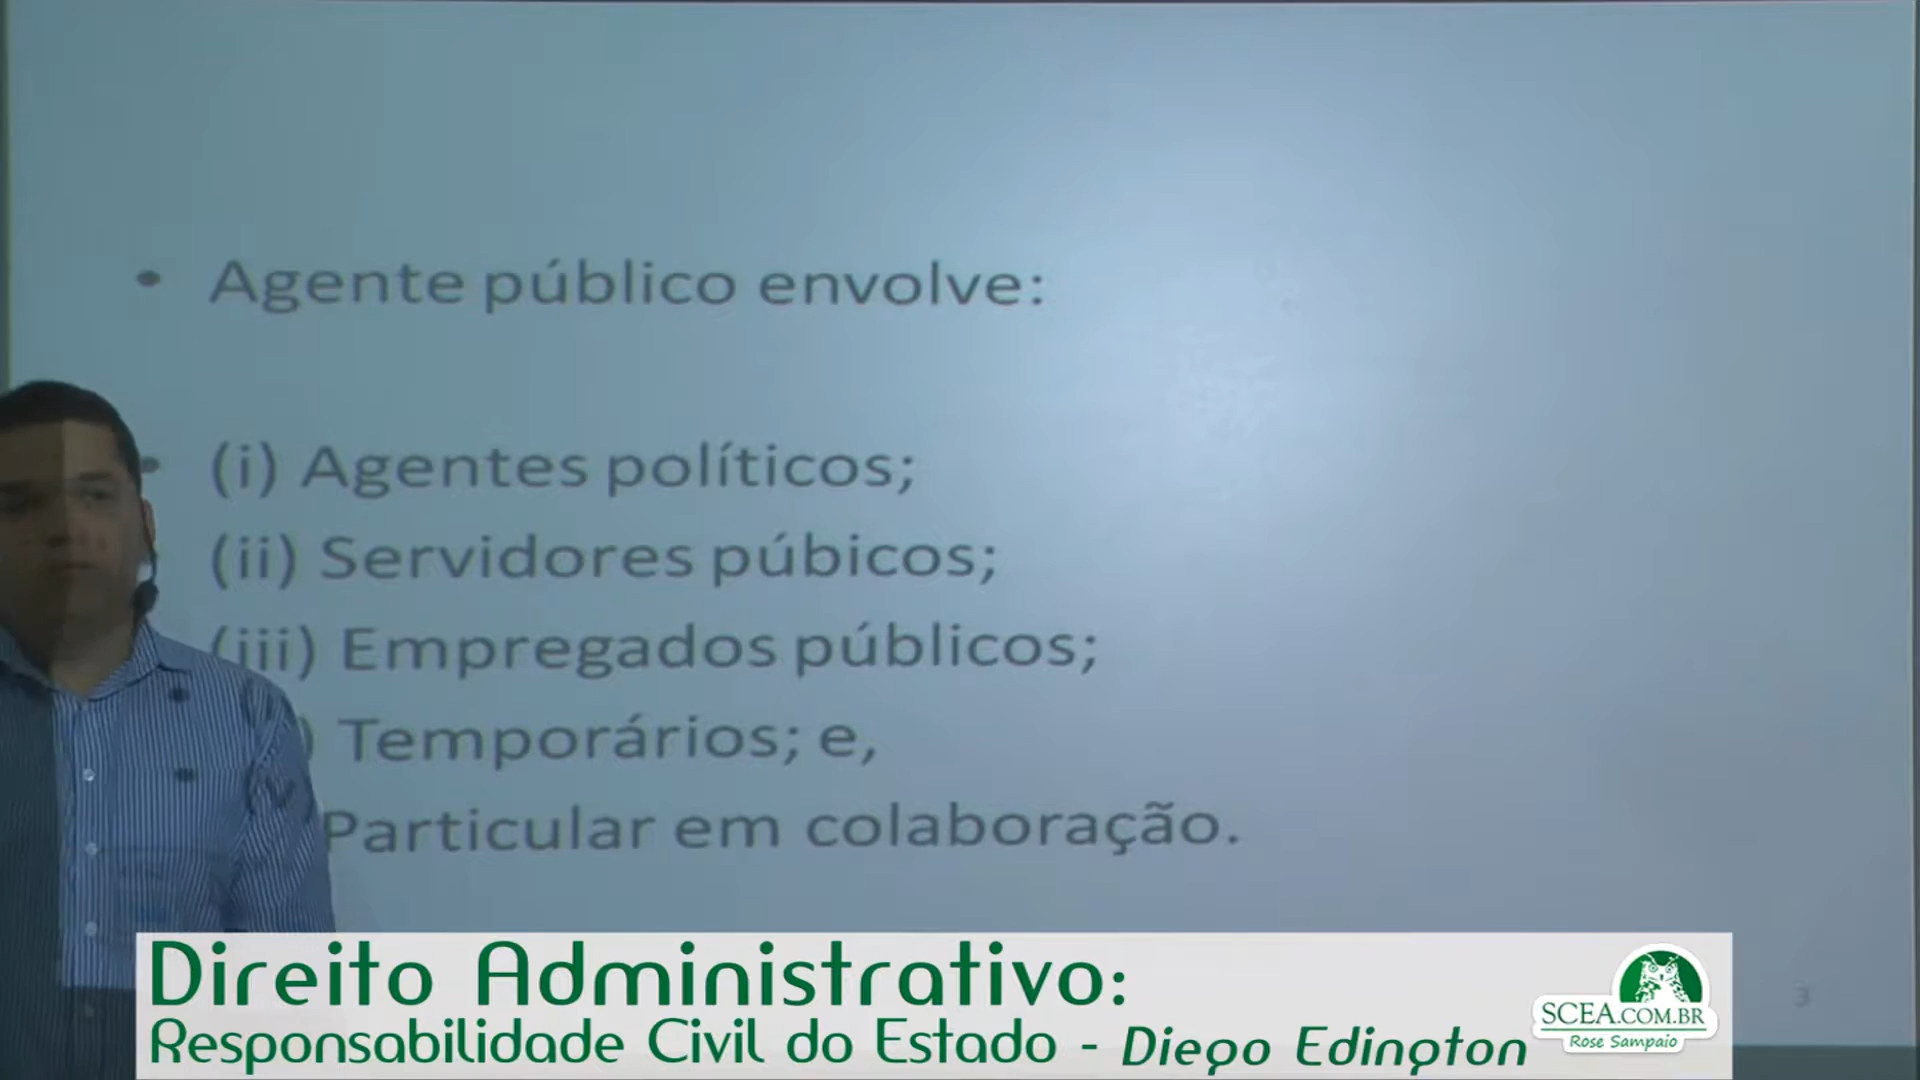 • Agente público envolve:
• (i) Agentes políticos;
(ii) Servidores púbicos;
(iii) Empregados públicos;
) Temporários; e,
Particular em colaboração.
Direito Administrativo:
Responsabilidade Civil do Estado - Diego Edington
SCEA.COM.BR
Rose Sampaio
3